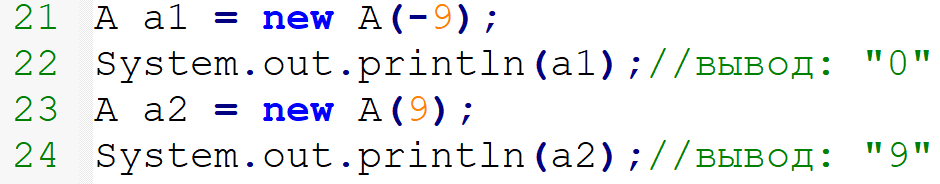 21 A a1 = new A(-9);
22 System.out.println(a1);//вывод: "0"
23 A a2 = new A(9);
24 System.out.println(a2);//вывод: "9"